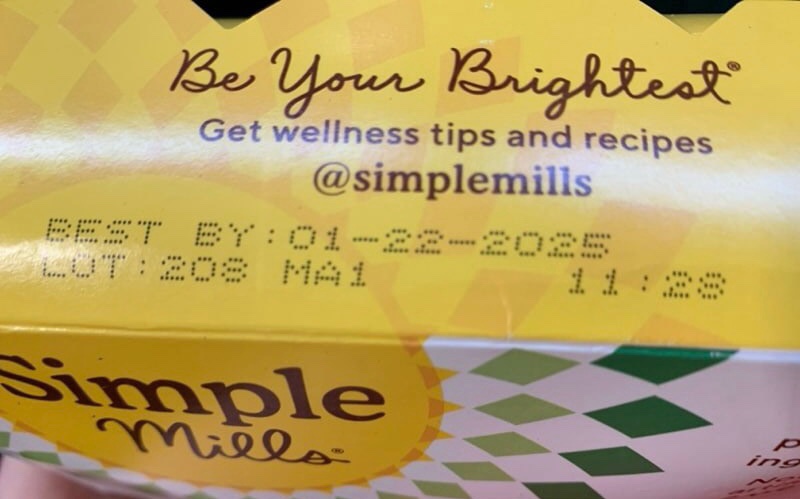 Be Your Brightest®
Get wellness tips and recipes
@simplemills
BEST BY:01-22-2025
LOT:208 MA1 11:28
Simple
Mills®